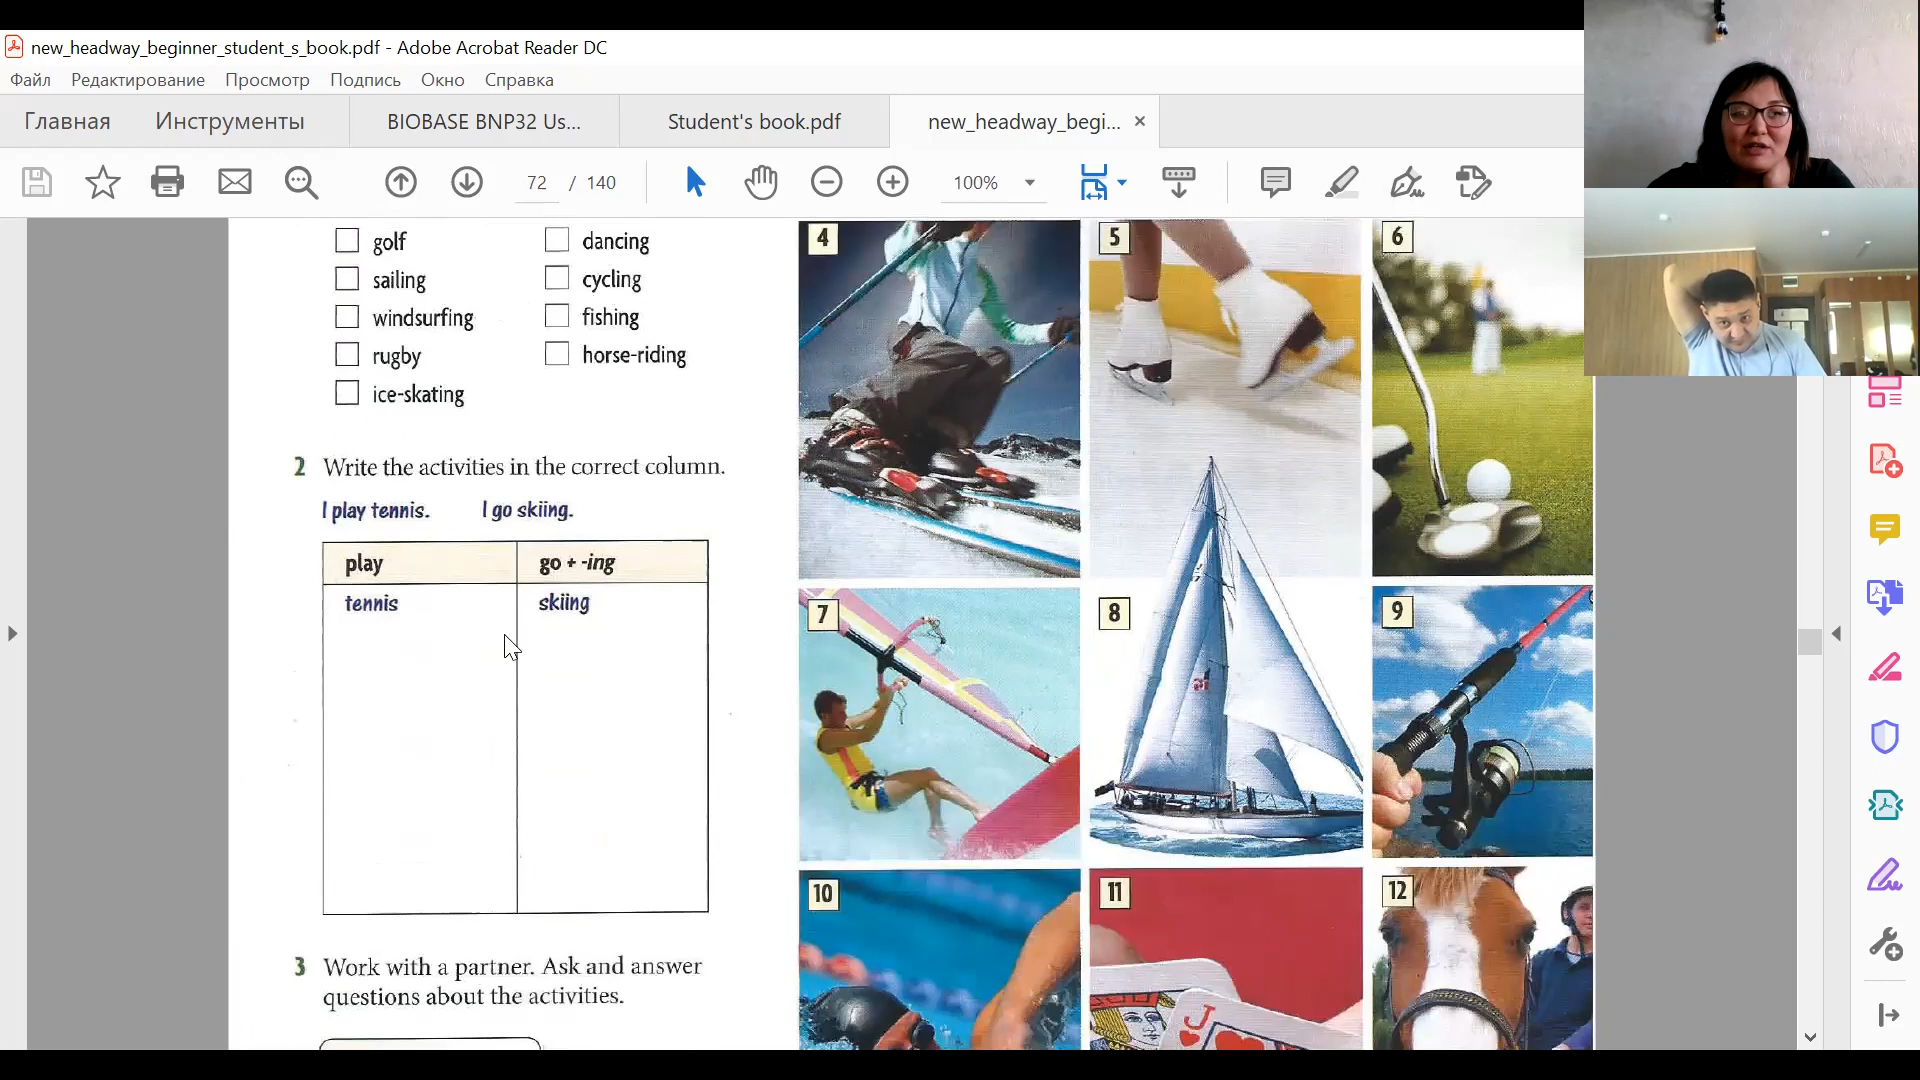 new_headway_beginner_student_s_book.pdf - Adobe Acrobat Reader DC
Файл Редактирование Просмотр Подпись Окно Справка
Главная Инструменты BIOBASE BNP32 Us... Student's book.pdf new_headway_begi... ×
72 / 140 100%
golf dancing
sailing cycling
windsurfing fishing
rugby horse-riding
ice-skating
2 Write the activities in the correct column.
I play tennis. I go skiing.
play go + -ing
tennis skiing
3 Work with a partner. Ask and answer
questions about the activities.
4 5 6
7 8 9
10 11 12
J